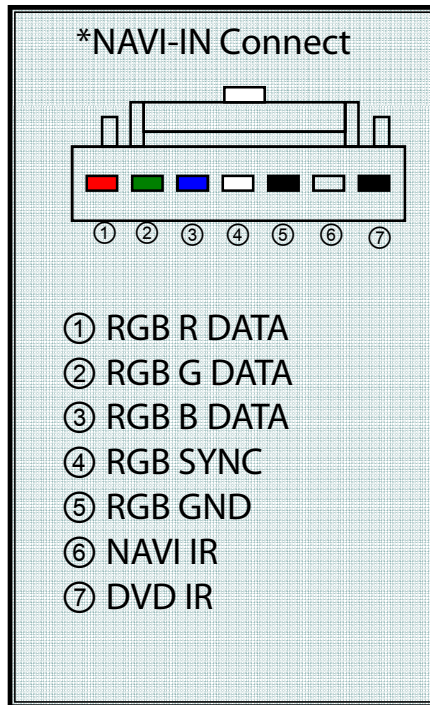 *NAVI-IN Connect
① ② ③ ④ ⑤ ⑥ ⑦
① RGB R DATA
② RGB G DATA
③ RGB B DATA
④ RGB SYNC
⑤ RGB GND
⑥ NAVI IR
⑦ DVD IR